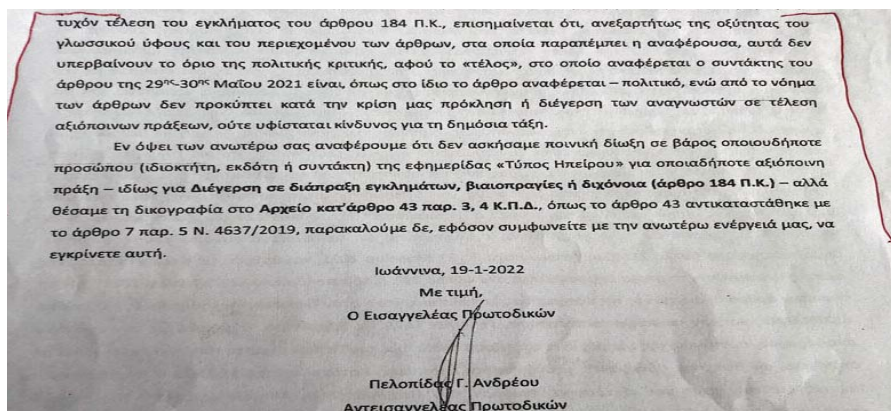 τυχόν τέλεση του εγκλήματος του άρθρου 184 Π.Κ., επισημαίνεται ότι, ανεξαρτήτως της οξύτητας του
γλωσσικού ύφους και του περιεχομένου των άρθρων, στα οποία παραπέμπει η αναφέρουσα, αυτά δεν
υπερβαίνουν το όριο της πολιτικής κριτικής, αφού το «τέλος», στο οποίο αναφέρεται ο συντάκτης του
άρθρου της 29ης-30ης Μαΐου 2021 είναι, όπως στο ίδιο το άρθρο αναφέρεται – πολιτικό, ενώ από το νόημα
των άρθρων δεν προκύπτει κατά την κρίση μας πρόκληση ή διέγερση των αναγνωστών σε τέλεση
αξιόποινων πράξεων, ούτε υφίσταται κίνδυνος για τη δημόσια τάξη.
Εν όψει των ανωτέρω σας αναφέρουμε ότι δεν ασκήσαμε ποινική δίωξη σε βάρος οποιουδήποτε
προσώπου (ιδιοκτήτη, εκδότη ή συντάκτη) της εφημερίδας «Τύπος Ηπείρου» για οποιαδήποτε αξιόποινη
πράξη – ιδίως για Διέγερση σε διάπραξη εγκλημάτων, βιαιοπραγίες ή διχόνοια (άρθρο 184 Π.Κ.) – αλλά
θέσαμε τη δικογραφία στο Αρχείο κατ'άρθρο 43 παρ. 3, 4 Κ.Π.Δ., όπως το άρθρο 43 αντικαταστάθηκε με
το άρθρο 7 παρ. 5 Ν. 4637/2019, παρακαλούμε δε, εφόσον συμφωνείτε με την ανωτέρω ενέργειά μας, να
εγκρίνετε αυτή.
Ιωάννινα, 19-1-2022
Με τιμή,
Ο Εισαγγελέας Πρωτοδικών
Πελοπίδας Γ. Ανδρέου
Αντεισαγγελέας Πρωτοδικών